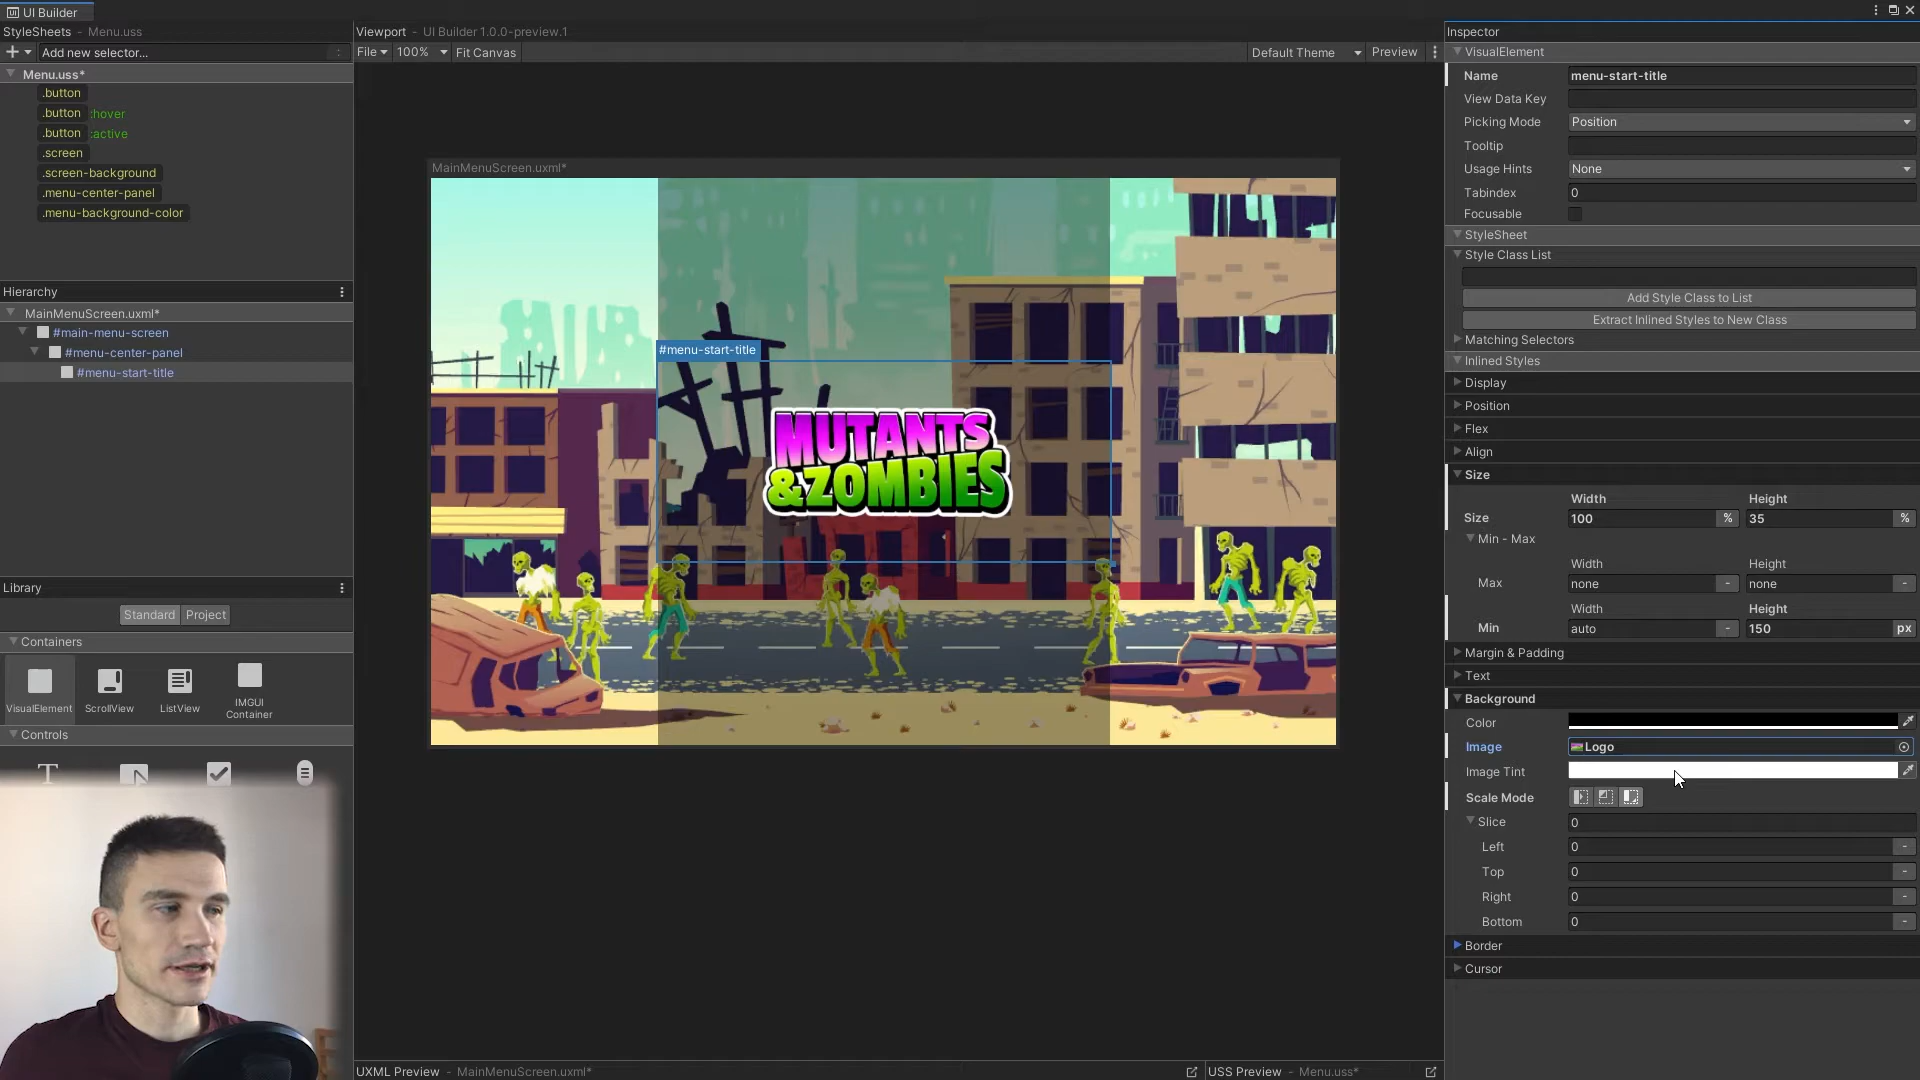 UI Builder
StyleSheets - Menu.uss
Add new selector...
Menu.uss*
.button
.button :hover
.button :active
.screen
.screen-background
.menu-center-panel
.menu-background-color
Hierarchy
MainMenuScreen.uxml*
#main-menu-screen
#menu-center-panel
#menu-start-title
Library
Standard Project
Containers
VisualElement ScrollView ListView IMGUI
Container
Controls
Viewport - UI Builder 1.0.0-preview.1
File 100% Fit Canvas Default Theme Preview
MainMenuScreen.uxml*
#menu-start-title
MUTANTS
&ZOMBIES
UXML Preview - MainMenuScreen.uxml* USS Preview - Menu.uss*
Inspector
VisualElement
Name menu-start-title
View Data Key
Picking Mode Position
Tooltip
Usage Hints None
Tabindex 0
Focusable
StyleSheet
Style Class List
Add Style Class to List
Extract Inlined Styles to New Class
Matching Selectors
Inlined Styles
Display
Position
Flex
Align
Size
Width Height
Size 100 % 35 %
Min - Max
Width Height
Max none - none -
Width Height
Min auto - 150 px
Margin & Padding
Text
Background
Color
Image Logo
Image Tint
Scale Mode
Slice 0
Left 0 -
Top 0 -
Right 0 -
Bottom 0 -
Border
Cursor